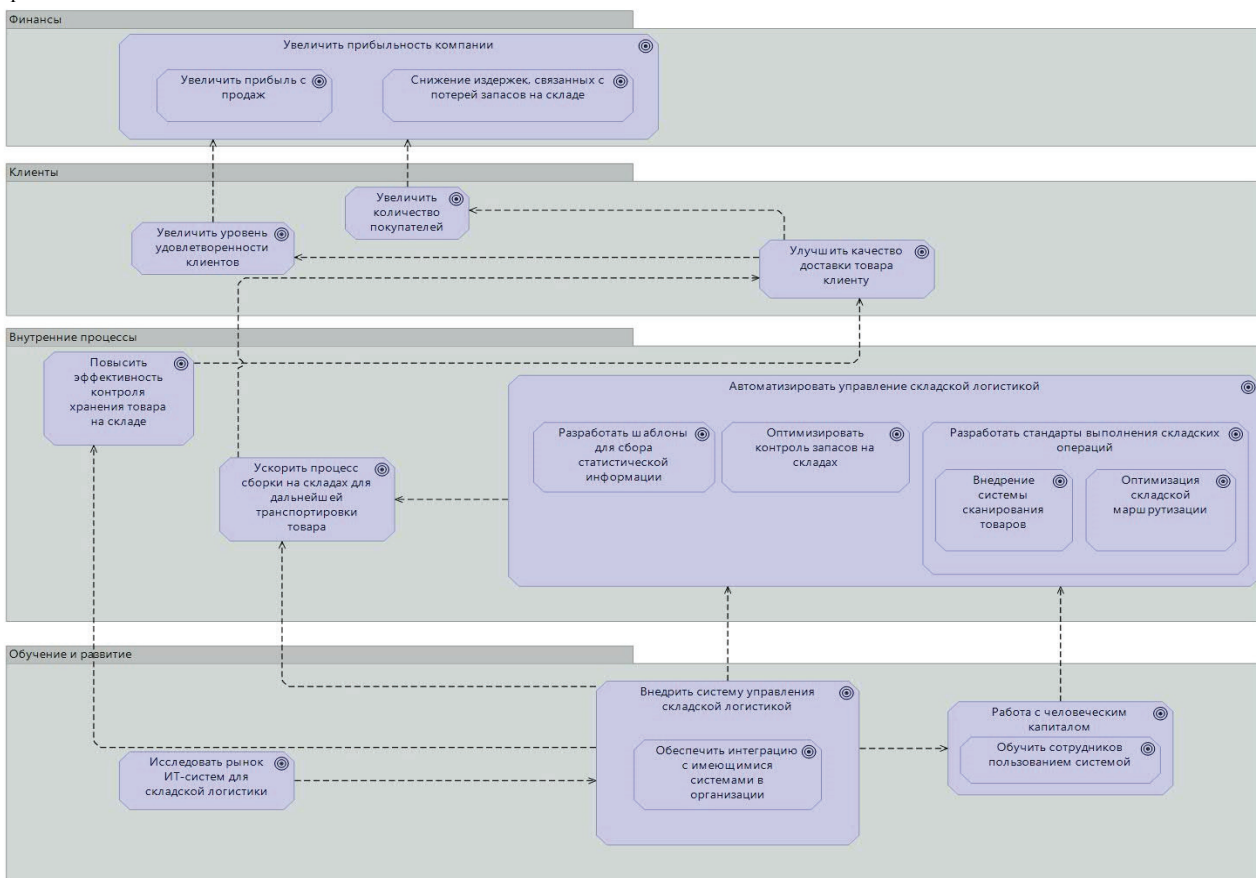 Финансы
Увеличить прибыльность компании
Увеличить прибыль с
продаж
Снижение издержек, связанных с
потерей запасов на складе
Клиенты
Увеличить
количество
покупателей
Увеличить уровень
удовлетворенности
клиентов
Улучшить качество
доставки товара
клиенту
Внутренние процессы
Повысить
эффективность
контроля
хранения товара
на складе
Автоматизировать управление складской логистикой
Разработать шаблоны
для сбора
статистической
информации
Оптимизировать
контроль запасов на
складах
Разработать стандарты выполнения складских
операций
Внедрение
системы
сканирования
товаров
Оптимизация
складской
маршрутизации
Ускорить процесс
сборки на складах для
дальнейшей
транспортировки
товара
Обучение и развитие
Внедрить систему управления
складской логистикой
Обеспечить интеграцию
с имеющимися
системами в
организации
Работа с человеческим
капиталом
Обучить сотрудников
пользованием системой
Исследовать рынок
ИТ-систем для
складской логистики